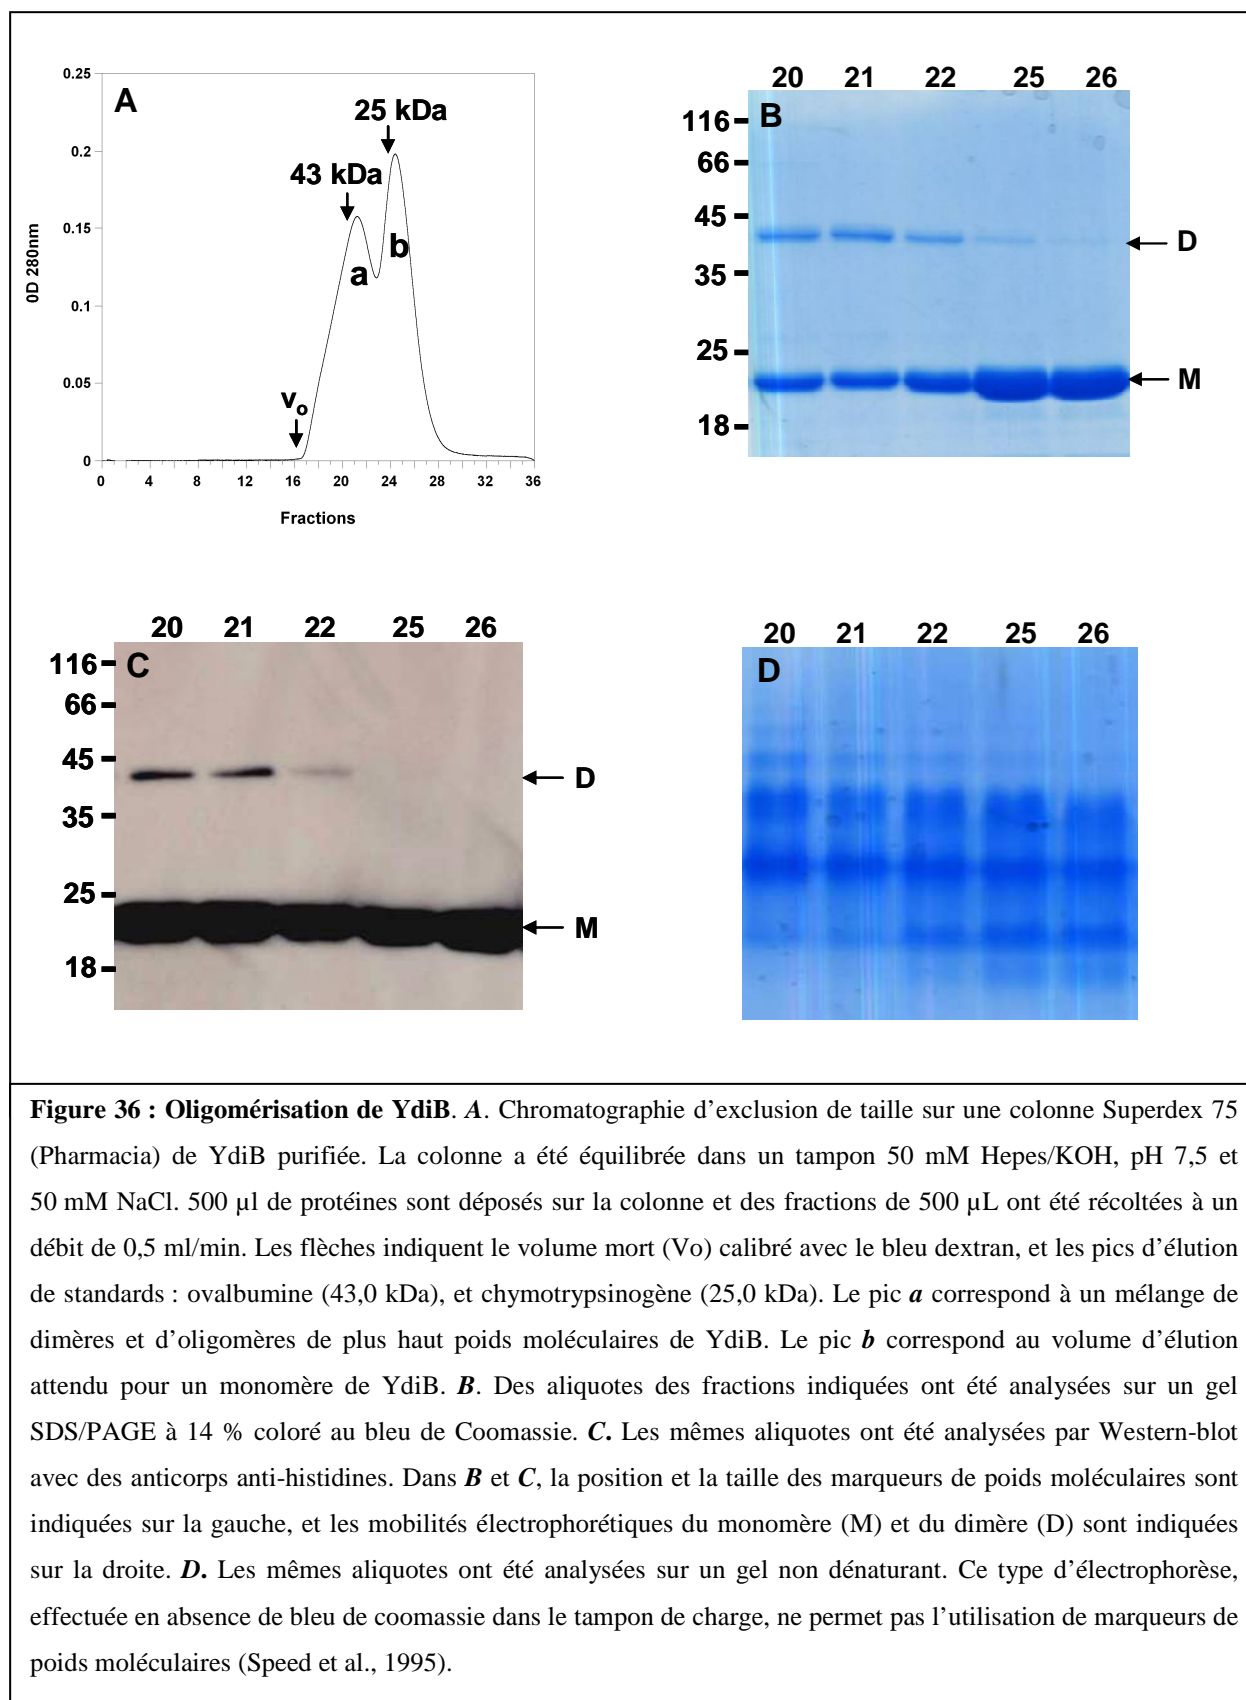 A
0.25
0.2
0.15
0.1
0.05
0
0D 280nm
25 kDa
43 kDa
a
b
vo
0 4 8 12 16 20 24 28 32 36
Fractions
20 21 22 25 26
B
116
66
45
35
25
18
D
M
20 21 22 25 26
C
116
66
45
35
25
18
D
M
20 21 22 25 26
D
Figure 36 : Oligomérisation de YdiB. A. Chromatographie d’exclusion de taille sur une colonne Superdex 75
(Pharmacia) de YdiB purifiée. La colonne a été équilibrée dans un tampon 50 mM Hepes/KOH, pH 7,5 et
50 mM NaCl. 500 µl de protéines sont déposés sur la colonne et des fractions de 500 µL ont été récoltées à un
débit de 0,5 ml/min. Les flèches indiquent le volume mort (Vo) calibré avec le bleu dextran, et les pics d’élution
de standards : ovalbumine (43,0 kDa), et chymotrypsinogène (25,0 kDa). Le pic a correspond à un mélange de
dimères et d’oligomères de plus haut poids moléculaires de YdiB. Le pic b correspond au volume d’élution
attendu pour un monomère de YdiB. B. Des aliquotes des fractions indiquées ont été analysées sur un gel
SDS/PAGE à 14 % coloré au bleu de Coomassie. C. Les mêmes aliquotes ont été analysées par Western-blot
avec des anticorps anti-histidines. Dans B et C, la position et la taille des marqueurs de poids moléculaires sont
indiquées sur la gauche, et les mobilités électrophorétiques du monomère (M) et du dimère (D) sont indiquées
sur la droite. D. Les mêmes aliquotes ont été analysées sur un gel non dénaturant. Ce type d’électrophorèse,
effectuée en absence de bleu de coomassie dans le tampon de charge, ne permet pas l’utilisation de marqueurs de
poids moléculaires (Speed et al., 1995).